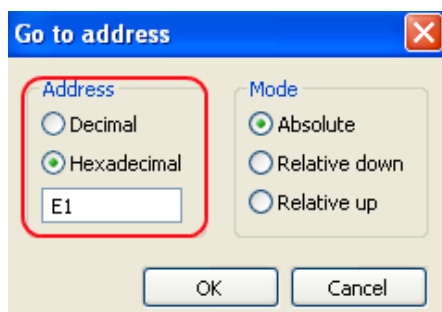 Go to address
Address
Decimal
Hexadecimal
E1
Mode
Absolute
Relative down
Relative up
OK
Cancel